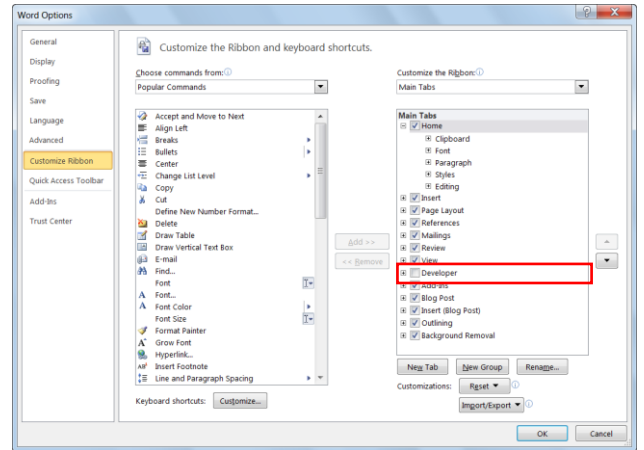 Word Options
General
Display
Proofing
Save
Language
Advanced
Customize Ribbon
Quick Access Toolbar
Add-Ins
Trust Center
Customize the Ribbon and keyboard shortcuts.
Choose commands from:
Popular Commands
Accept and Move to Next
Align Left
Breaks
Bullets
Center
Change List Level
Copy
Cut
Define New Number Format...
Delete
Draw Table
Draw Vertical Text Box
E-mail
Find...
Font
Font...
Font Color
Font Size
Format Painter
Grow Font
Hyperlink...
Insert Footnote
Line and Paragraph Spacing
Keyboard shortcuts: Customize...
Add >>
<< Remove
Customize the Ribbon:
Main Tabs
Main Tabs
Home
Clipboard
Font
Paragraph
Styles
Editing
Insert
Page Layout
References
Mailings
Review
View
Developer
Add-Ins
Blog Post
Insert (Blog Post)
Outlining
Background Removal
New Tab New Group Rename...
Customizations: Reset
Import/Export
OK Cancel